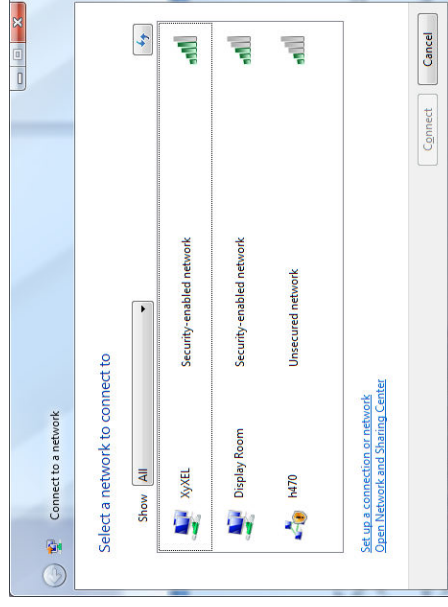 Connect to a network
Select a network to connect to
Show All
XyXEL Security-enabled network
Display Room Security-enabled network
h470 Unsecured network
Set up a connection or network
Open Network and Sharing Center
Connect Cancel